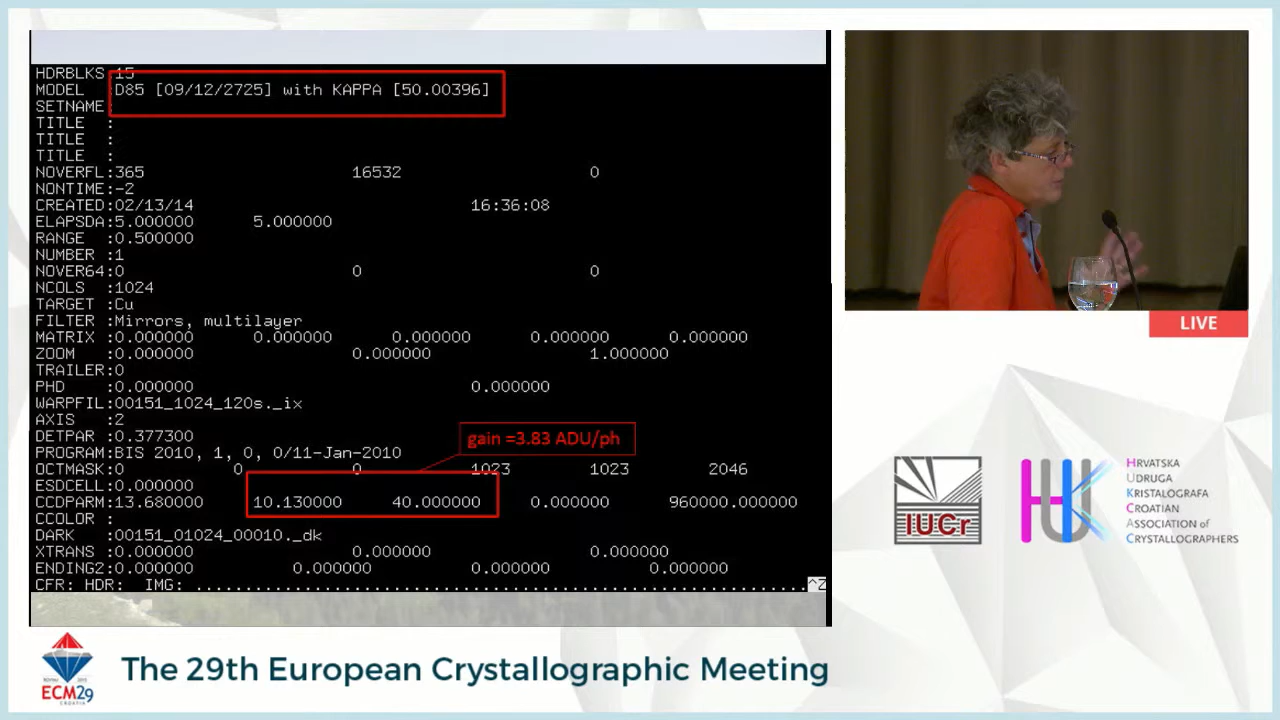 HDRBLKS:15
MODEL :D85 [09/12/2725] with KAPPA [50.00396]
SETNAME:
TITLE :
TITLE :
TITLE :
NOVERFL:365 16532 0
NONTIME:-2
CREATED:02/13/14 16:36:08
ELAPSDA:5.000000 5.000000
RANGE :0.500000
NUMBER :1
NOVER64:0 0 0
NCOLS :1024
TARGET :Cu
FILTER :Mirrors, multilayer
MATRIX :0.000000 0.000000 0.000000 0.000000 0.000000
ZOOM :0.000000 0.000000 1.000000
TRAILER:0
PHD :0.000000 0.000000
WARPFIL:00151_1024_120s._ix
AXIS :2
DETPAR :0.377300
gain =3.83 ADU/ph
PROGRAM:BIS 2010, 1, 0, 0/11-Jan-2010
OCTMASK:0 0 0 1023 1023 2046
ESDCELL:0.000000
CCDPARM:13.680000 10.130000 40.000000 0.000000 960000.000000
CCOLOR :
DARK :00151_01024_00010._dk
XTRANS :0.000000 0.000000 0.000000
ENDING2:0.000000 0.000000 0.000000 0.000000
CFR: HDR: IMG: ............................................................^Z
LIVE
IUCr
HUK
HRVATSKA
UDRUGA
KRISTALOGRAFA
CROATIAN
ASSOCIATION of
CRYSTALLOGRAPHERS
ECM29
CROATIA
The 29th European Crystallographic Meeting